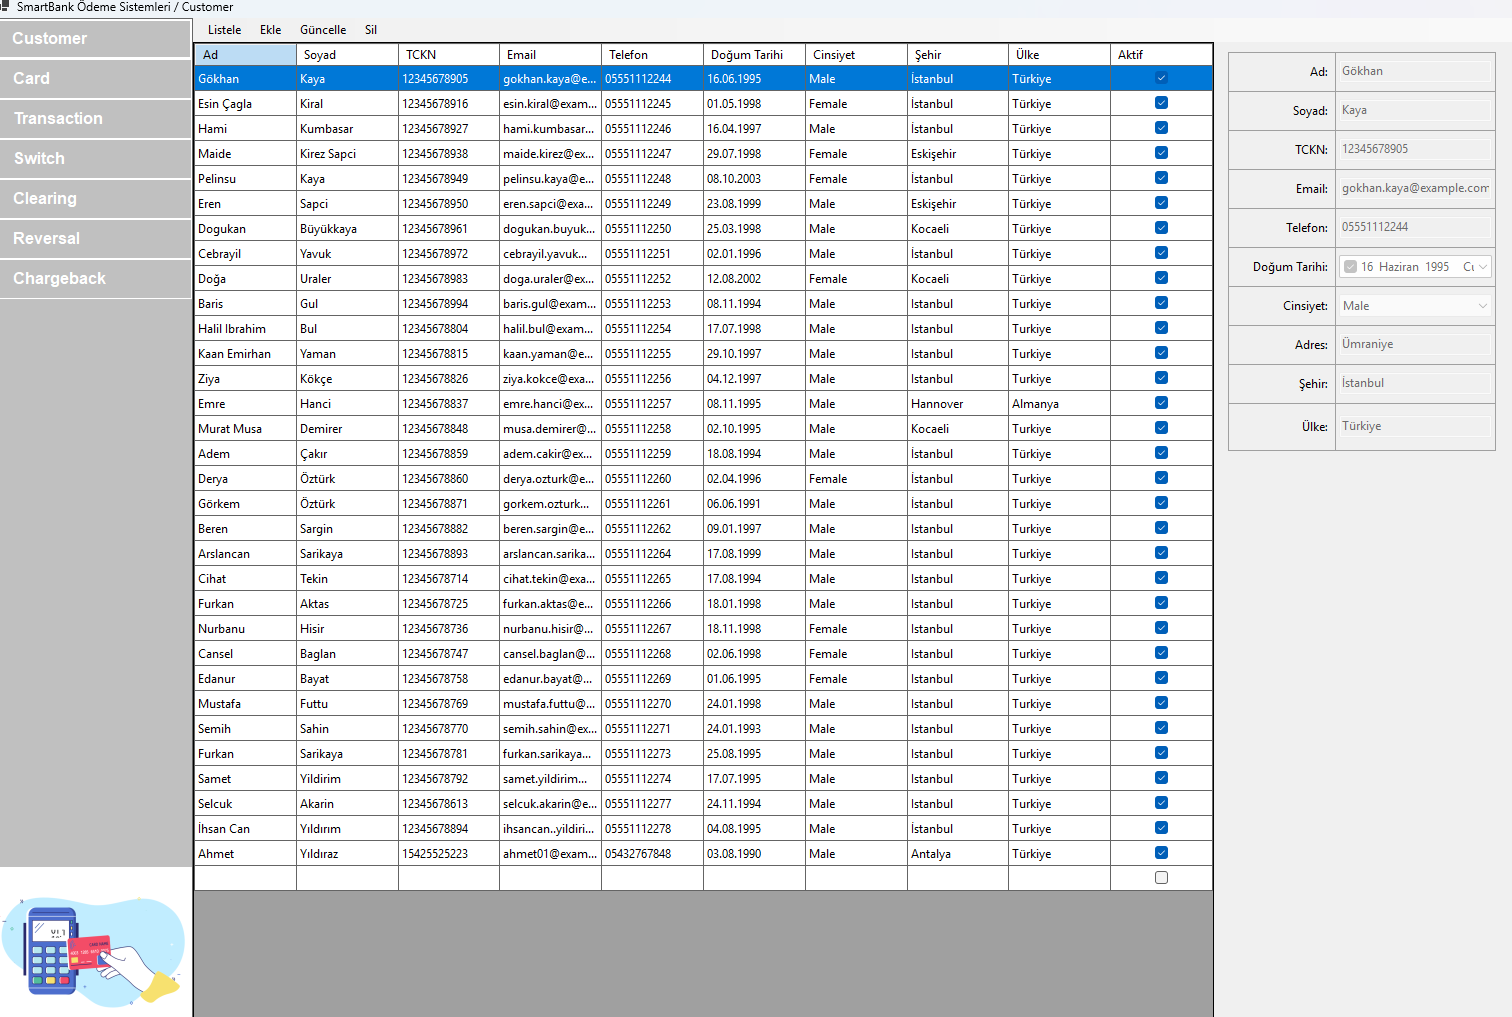 SmartBank Ödeme Sistemleri / Customer
Customer
Card
Transaction
Switch
Clearing
Reversal
Chargeback
Listele Ekle Güncelle Sil
Ad Soyad TCKN Email Telefon Doğum Tarihi Cinsiyet Şehir Ülke Aktif
Gökhan Kaya 12345678905 gokhan.kaya@e... 05551112244 16.06.1995 Male İstanbul Türkiye
Esin Çagla Kiral 12345678916 esin.kiral@exam... 05551112245 01.05.1998 Female İstanbul Türkiye
Hami Kumbasar 12345678927 hami.kumbasar... 05551112246 16.04.1997 Male İstanbul Türkiye
Maide Kirez Sapci 12345678938 maide.kirez@ex... 05551112247 29.07.1998 Female Eskişehir Türkiye
Pelinsu Kaya 12345678949 pelinsu.kaya@e... 05551112248 08.10.2003 Female İstanbul Türkiye
Eren Sapci 12345678950 eren.sapci@exa... 05551112249 23.08.1999 Male Eskişehir Türkiye
Dogukan Büyükkaya 12345678961 dogukan.buyuk... 05551112250 25.03.1998 Male Kocaeli Türkiye
Cebrayil Yavuk 12345678972 cebrayil.yavuk... 05551112251 02.01.1996 Male İstanbul Türkiye
Doğa Uraler 12345678983 doga.uraler@ex... 05551112252 12.08.2002 Female Kocaeli Türkiye
Baris Gul 12345678994 baris.gul@exam... 05551112253 08.11.1994 Male Istanbul Turkiye
Halil Ibrahim Bul 12345678804 halil.bul@exam... 05551112254 17.07.1998 Male Istanbul Turkiye
Kaan Emirhan Yaman 12345678815 kaan.yaman@e... 05551112255 29.10.1997 Male Istanbul Turkiye
Ziya Kökçe 12345678826 ziya.kokce@exa... 05551112256 04.12.1997 Male Istanbul Turkiye
Emre Hanci 12345678837 emre.hanci@ex... 05551112257 08.11.1995 Male Hannover Almanya
Murat Musa Demirer 12345678848 musa.demirer@... 05551112258 02.10.1995 Male Kocaeli Turkiye
Adem Çakır 12345678859 adem.cakir@ex... 05551112259 18.08.1994 Male İstanbul Türkiye
Derya Öztürk 12345678860 derya.ozturk@e... 05551112260 02.04.1996 Female İstanbul Türkiye
Görkem Öztürk 12345678871 gorkem.ozturk... 05551112261 06.06.1991 Male İstanbul Türkiye
Beren Sargin 12345678882 beren.sargin@e... 05551112262 09.01.1997 Male Istanbul Turkiye
Arslancan Sarikaya 12345678893 arslancan.sarika... 05551112264 17.08.1999 Male Istanbul Turkiye
Cihat Tekin 12345678714 cihat.tekin@exa... 05551112265 17.08.1994 Male Istanbul Turkiye
Furkan Aktas 12345678725 furkan.aktas@e... 05551112266 18.01.1998 Male Istanbul Turkiye
Nurbanu Hisir 12345678736 nurbanu.hisir@... 05551112267 18.11.1998 Female Istanbul Turkiye
Cansel Baglan 12345678747 cansel.baglan@... 05551112268 02.06.1998 Female Istanbul Turkiye
Edanur Bayat 12345678758 edanur.bayat@... 05551112269 01.06.1995 Female Istanbul Turkiye
Mustafa Futtu 12345678769 mustafa.futtu@... 05551112270 24.01.1998 Male Istanbul Turkiye
Semih Sahin 12345678770 semih.sahin@ex... 05551112271 24.01.1993 Male Istanbul Turkiye
Furkan Sarikaya 12345678781 furkan.sarikaya... 05551112273 25.08.1995 Male Istanbul Turkiye
Samet Yildirim 12345678792 samet.yildirim... 05551112274 17.07.1995 Male Istanbul Turkiye
Selcuk Akarin 12345678613 selcuk.akarin@e... 05551112277 24.11.1994 Male Istanbul Turkiye
İhsan Can Yıldırım 12345678894 ihsancan..yildiri... 05551112278 04.08.1995 Male İstanbul Türkiye
Ahmet Yıldıraz 15425525223 ahmet01@exam... 05432767848 03.08.1990 Male Antalya Türkiye
Ad: Gökhan
Soyad: Kaya
TCKN: 12345678905
Email: gokhan.kaya@example.com
Telefon: 05551112244
Doğum Tarihi: 16 Haziran 1995 Cu
Cinsiyet: Male
Adres: Ümraniye
Şehir: İstanbul
Ülke: Türkiye